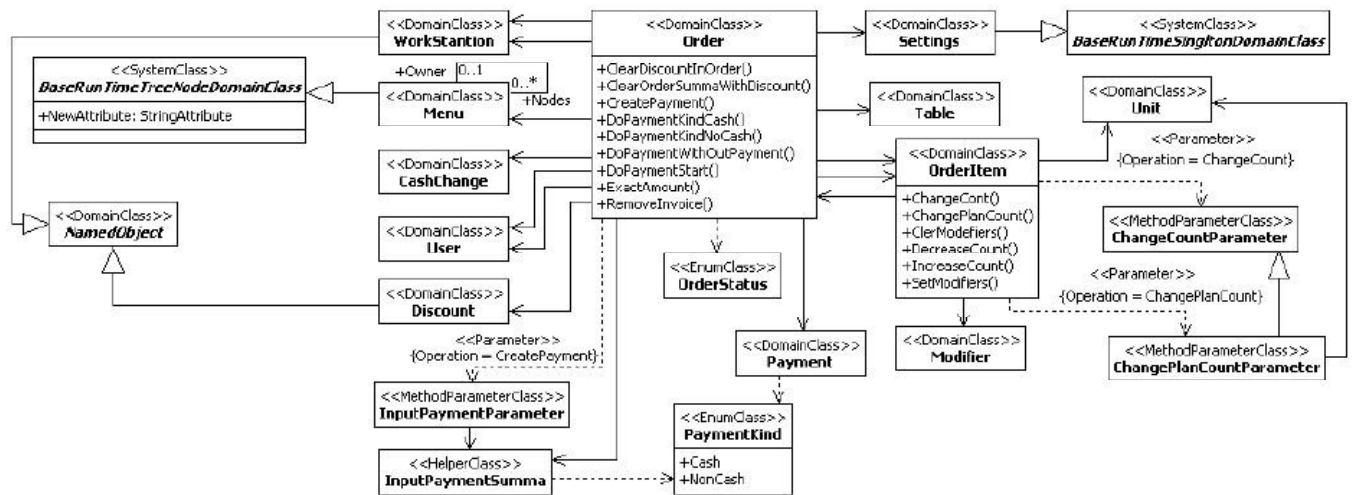 <<DomainClass>>
WorkStantion
<<DomainClass>>
Order
+ClearDiscountInOrder()
+ClearOrderSummaWithDiscount()
+CreatePayment()
+DoPaymentKindCash()
+DoPaymentKindNoCash()
+DoPaymentWithOutPayment()
+DoPaymentStart()
+ExactAmount()
+RemoveInvoice()
<<DomainClass>>
Settings
<<SystemClass>>
BaseRunTimeSingltonDomainClass
<<SystemClass>>
BaseRunTimeTreeNodeDomainClass
+NewAttribute: StringAttribute
+Owner
0..1
0..*
+Nodes
<<DomainClass>>
Menu
<<DomainClass>>
Table
<<DomainClass>>
Unit
<<Parameter>>
{Operation = ChangeCount}
<<DomainClass>>
CashChange
<<DomainClass>>
OrderItem
+ChangeCont()
+ChangePlanCount()
+ClerModefiers()
+DecreaseCount()
+IncreaseCount()
+SetModifiers()
<<DomainClass>>
NamedObject
<<DomainClass>>
User
<<MethodParameterClass>>
ChangeCountParameter
<<EnumClass>>
OrderStatus
<<Parameter>>
{Operation = ChangePlanCount}
<<DomainClass>>
Discount
<<Parameter>>
{Operation = CreatePayment}
<<DomainClass>>
Payment
<<DomainClass>>
Modifier
<<MethodParameterClass>>
ChangePlanCountParameter
<<MethodParameterClass>>
InputPaymentParameter
<<EnumClass>>
PaymentKind
+Cash
+NonCash
<<HelperClass>>
InputPaymentSumma